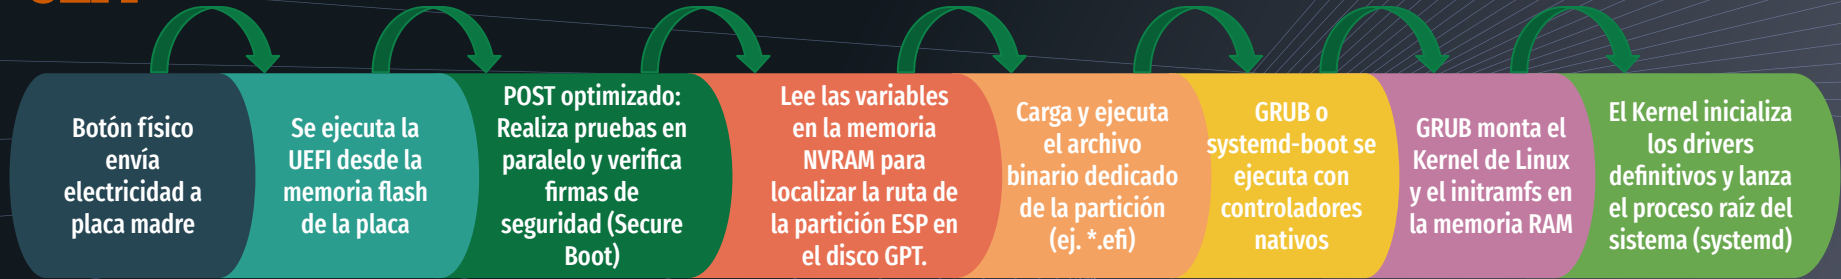 Botón físico
envía
electricidad a
placa madre
Se ejecuta la
UEFI desde la
memoria flash
de la placa
POST optimizado:
Realiza pruebas en
paralelo y verifica
firmas de
seguridad (Secure
Boot)
Lee las variables
en la memoria
NVRAM para
localizar la ruta de
la partición ESP en
el disco GPT.
Carga y ejecuta
el archivo
binario dedicado
de la partición
(ej. *.efi)
GRUB o
systemd-boot se
ejecuta con
controladores
nativos
GRUB monta el
Kernel de Linux
y el initramfs en
la memoria RAM
El Kernel inicializa
los drivers
definitivos y lanza
el proceso raíz del
sistema (systemd)